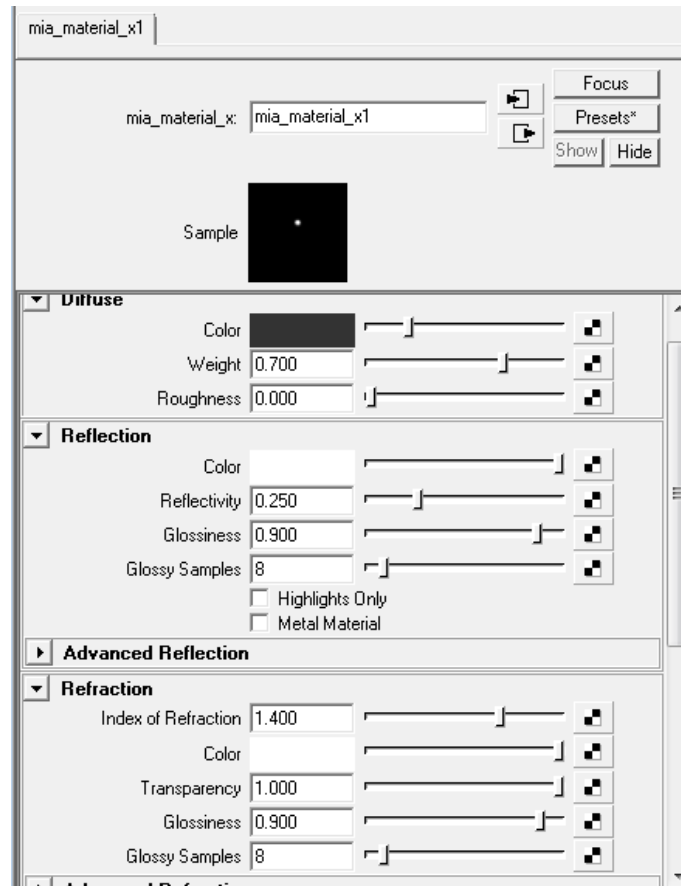 mia_material_x1
Focus
mia_material_x: mia_material_x1
Presets*
Show Hide
Sample
Diffuse
Color
Weight 0.700
Roughness 0.000
Reflection
Color
Reflectivity 0.250
Glossiness 0.900
Glossy Samples 8
Highlights Only
Metal Material
Advanced Reflection
Refraction
Index of Refraction 1.400
Color
Transparency 1.000
Glossiness 0.900
Glossy Samples 8
Advanced Refraction